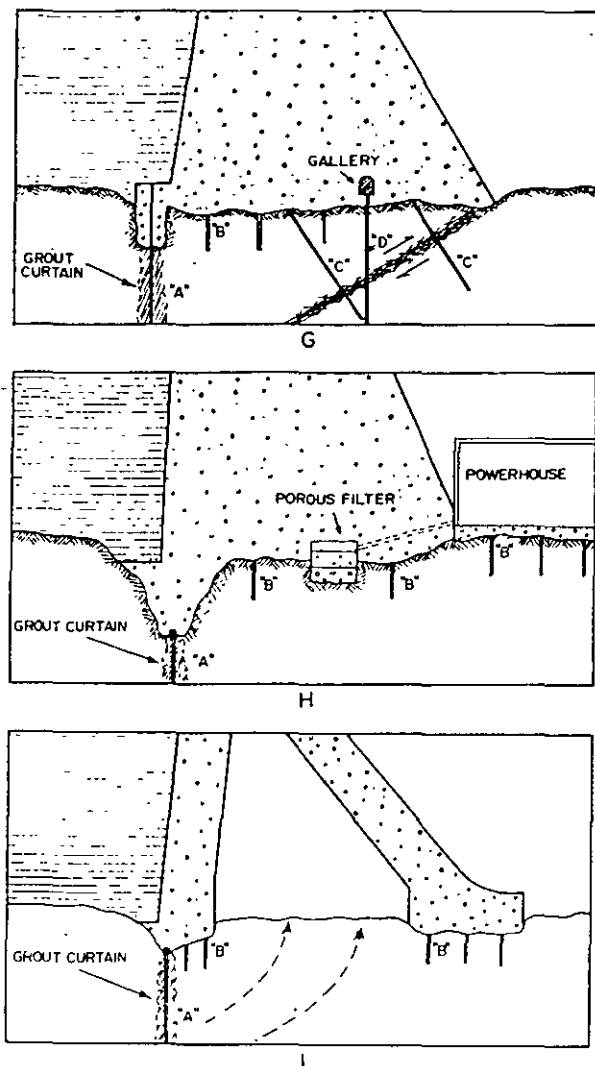 GALLERY
"B"
"D"
GROUT
CURTAIN
"C"
"C"
"A"
G
POWERHOUSE
POROUS FILTER
"B"
"B"
"B"
GROUT CURTAIN
"A"
H
"B"
"B"
GROUT CURTAIN
"A"
I